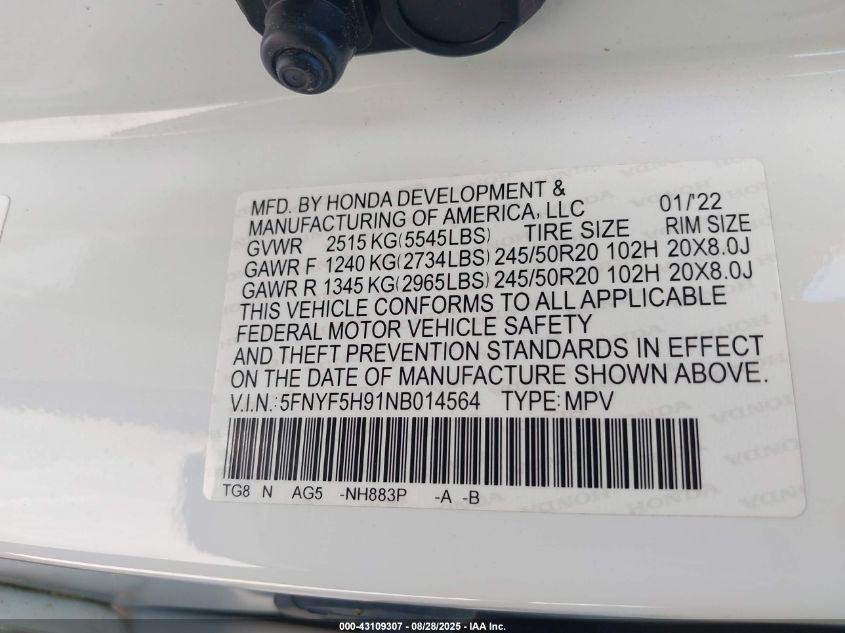 MFD. BY HONDA DEVELOPMENT &
MANUFACTURING OF AMERICA, LLC 01/'22
GVWR 2515 KG(5545LBS) TIRE SIZE RIM SIZE
GAWR F 1240 KG(2734LBS) 245/50R20 102H 20X8.0J
GAWR R 1345 KG(2965LBS) 245/50R20 102H 20X8.0J
THIS VEHICLE CONFORMS TO ALL APPLICABLE
FEDERAL MOTOR VEHICLE SAFETY
AND THEFT PREVENTION STANDARDS IN EFFECT
ON THE DATE OF MANUFACTURE SHOWN ABOVE.
V.I.N.: 5FNYF5H91NB014564 TYPE: MPV
TG8 N AG5 -NH883P -A -B
000-43109307 - 08/28/2025 - IAA Inc.